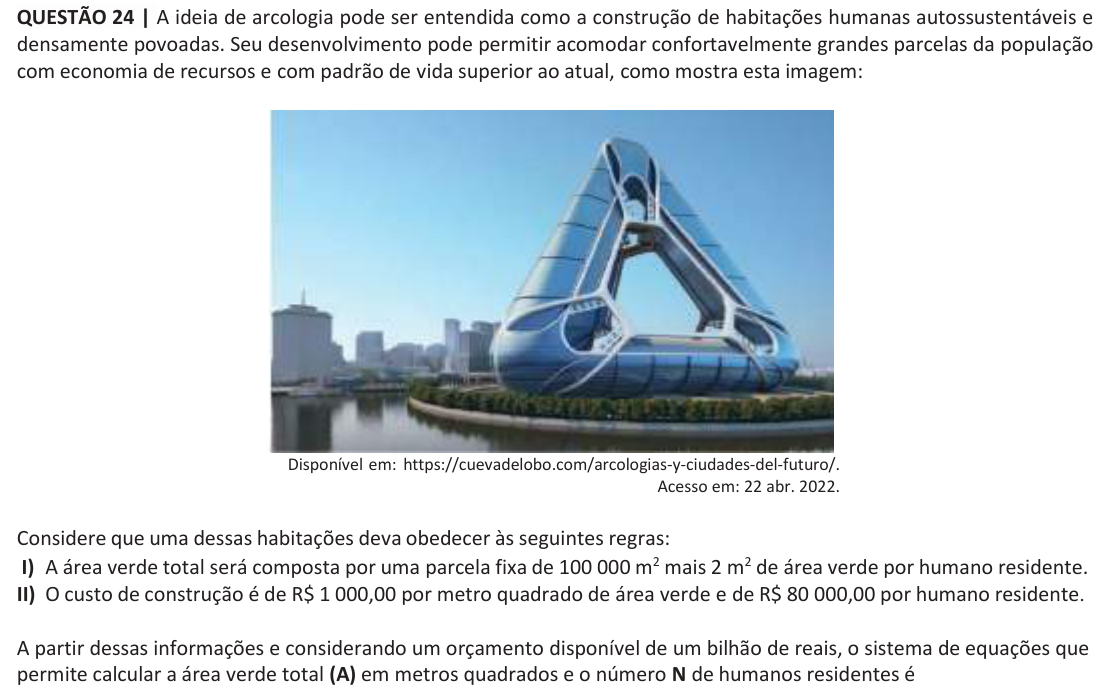 QUESTÃO 24 | A ideia de arcologia pode ser entendida como a construção de habitações humanas autossustentáveis e
densamente povoadas. Seu desenvolvimento pode permitir acomodar confortavelmente grandes parcelas da população
com economia de recursos e com padrão de vida superior ao atual, como mostra esta imagem:
Disponível em: https://cuevadelobo.com/arcologias-y-ciudades-del-futuro/.
Acesso em: 22 abr. 2022.
Considere que uma dessas habitações deva obedecer às seguintes regras:
I) A área verde total será composta por uma parcela fixa de 100 000 m² mais 2 m² de área verde por humano residente.
II) O custo de construção é de R$ 1 000,00 por metro quadrado de área verde e de R$ 80 000,00 por humano residente.
A partir dessas informações e considerando um orçamento disponível de um bilhão de reais, o sistema de equações que
permite calcular a área verde total (A) em metros quadrados e o número N de humanos residentes é